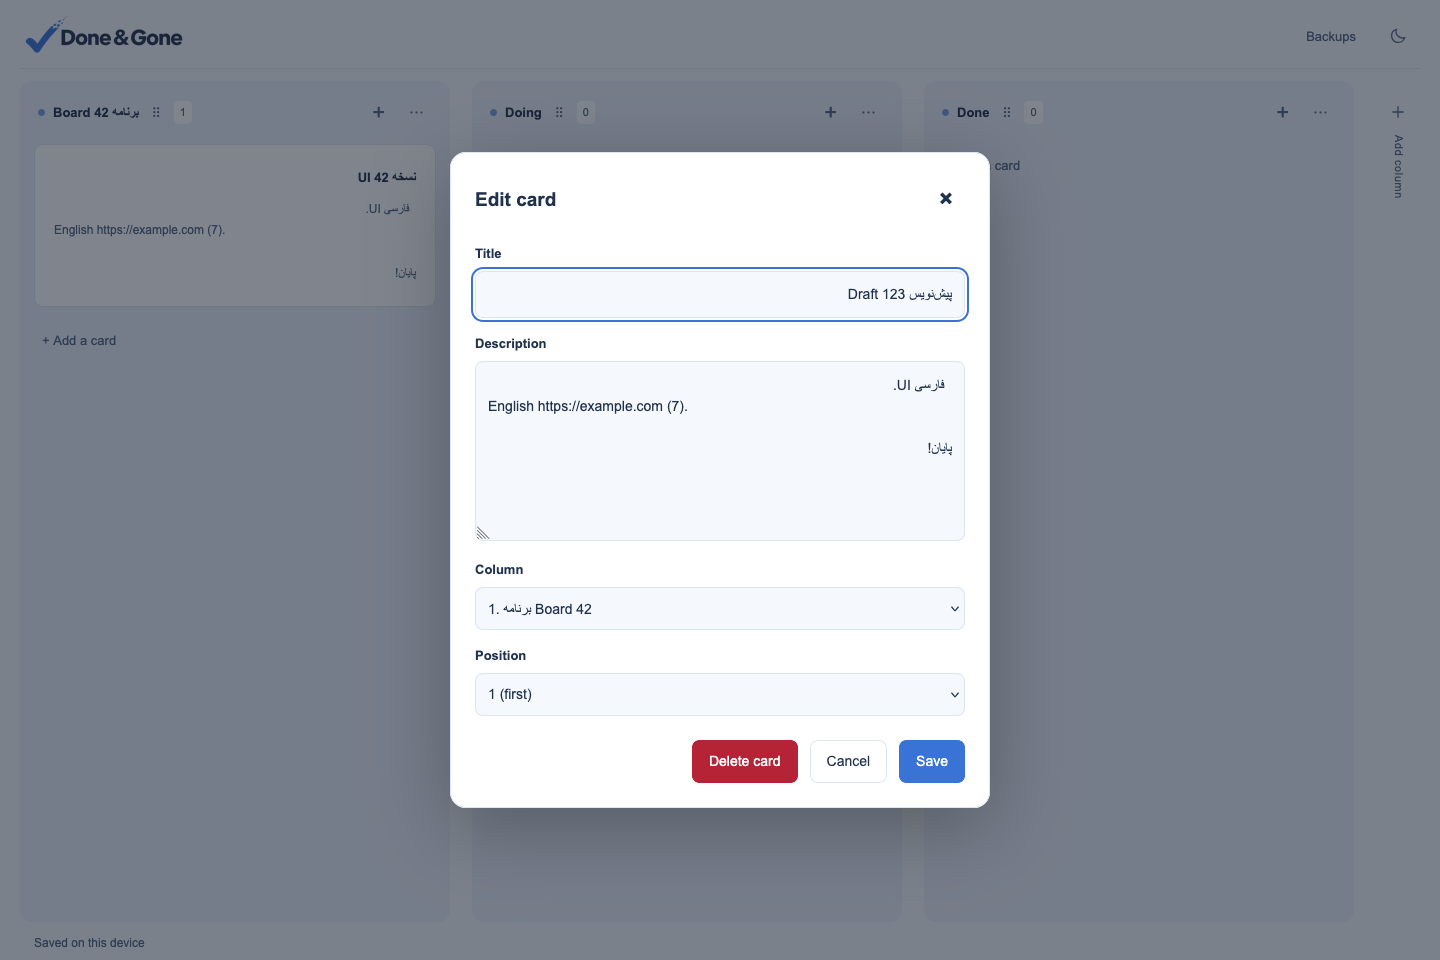 Done & Gone
Backups
برنامه Board 42
1
Doing
0
Done
0
Add column
نسخه UI 42
فارسی UI.
English https://example.com (7).
پایان!
+ Add a card
card
Edit card
Title
پیش‌نویس Draft 123
Description
فارسی UI.
English https://example.com (7).
پایان!
Column
1. برنامه Board 42
Position
1 (first)
Delete card
Cancel
Save
Saved on this device